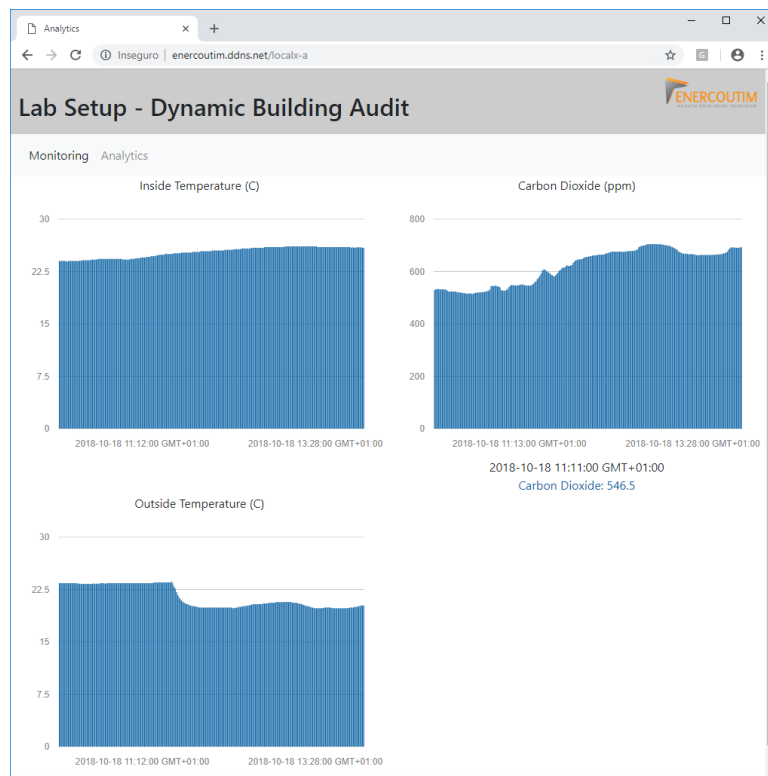 Analytics
Inseguro | enercoutim.ddns.net/localx-a
G
Lab Setup - Dynamic Building Audit
ENERCOUTIM
Monitoring Analytics
Inside Temperature (C)
30
22.5
15
7.5
0
2018-10-18 11:12:00 GMT+01:00 2018-10-18 13:28:00 GMT+01:00
Carbon Dioxide (ppm)
800
600
400
200
0
2018-10-18 11:13:00 GMT+01:00 2018-10-18 13:28:00 GMT+01:00
2018-10-18 11:11:00 GMT+01:00
Carbon Dioxide: 546.5
Outside Temperature (C)
30
22.5
15
7.5
0
2018-10-18 11:12:00 GMT+01:00 2018-10-18 13:28:00 GMT+01:00